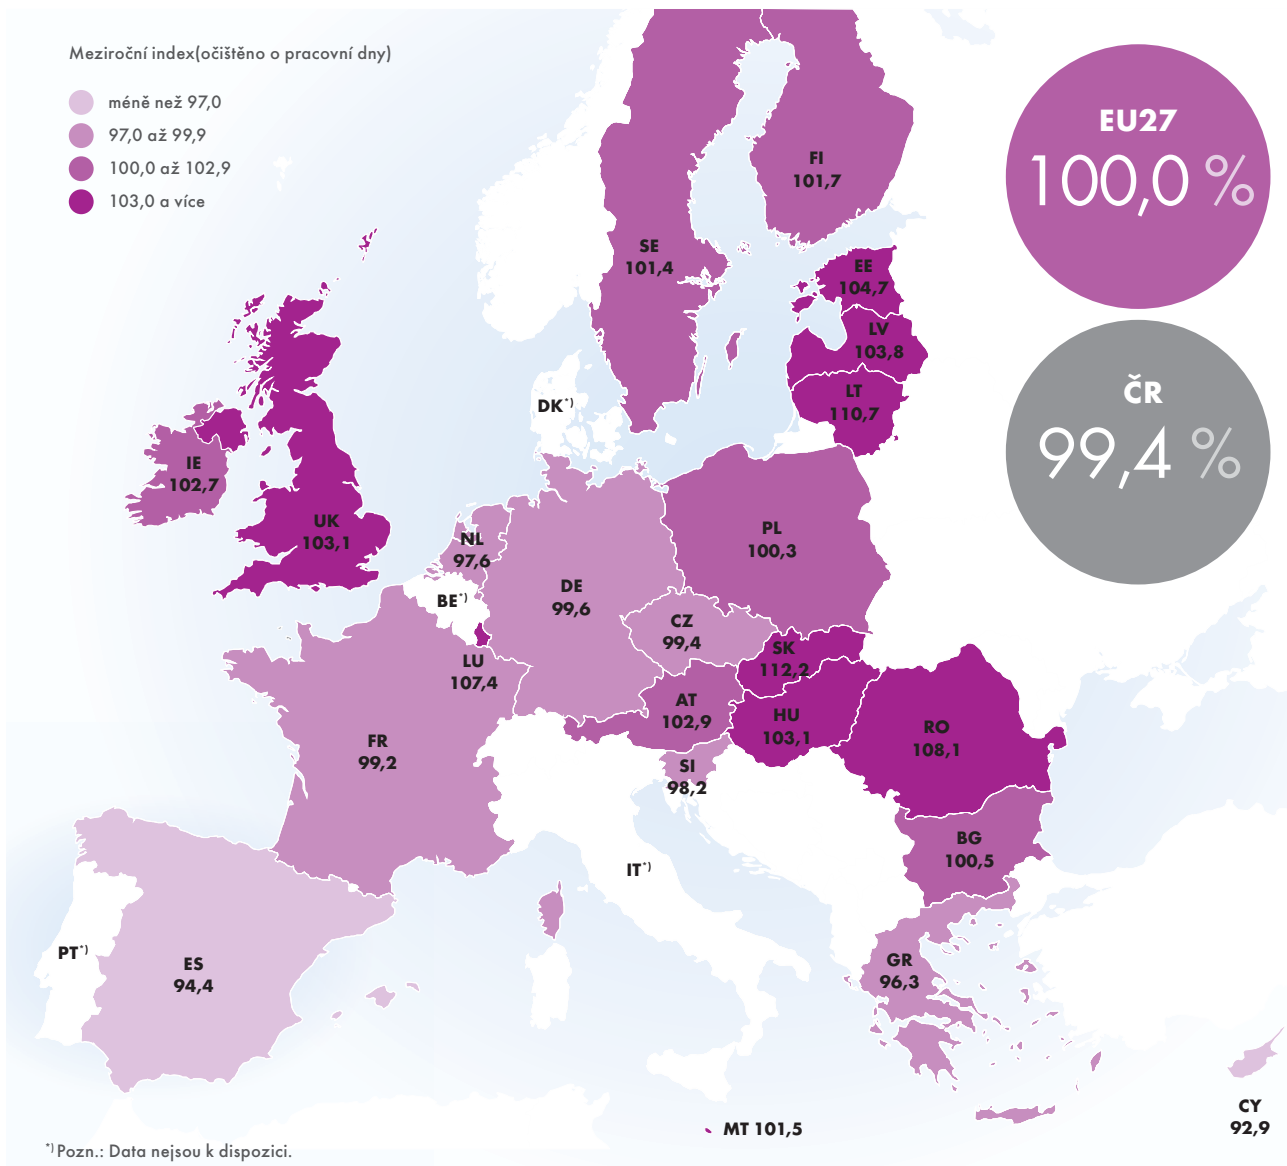 Meziroční index(očištěno o pracovní dny)
méně než 97,0
97,0 až 99,9
100,0 až 102,9
103,0 a více
EU27
100,0 %
ČR
99,4 %
FI
101,7
SE
101,4
EE
104,7
LV
103,8
LT
110,7
DK*)
IE
102,7
UK
103,1
NL
97,6
BE*)
DE
99,6
PL
100,3
CZ
99,4
LU
107,4
SK
112,2
AT
102,9
HU
103,1
RO
108,1
FR
99,2
SI
98,2
BG
100,5
IT*)
PT*)
ES
94,4
GR
96,3
CY
92,9
MT 101,5
*) Pozn.: Data nejsou k dispozici.